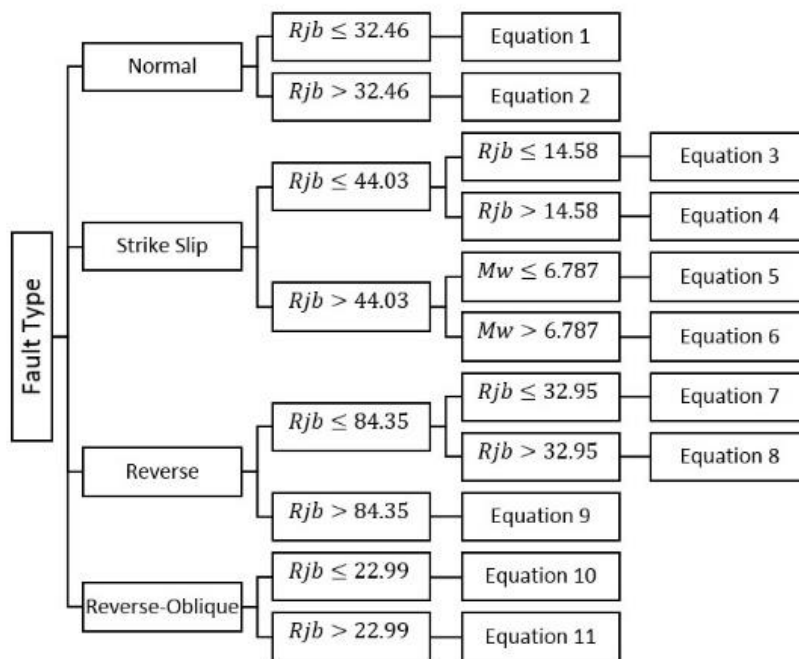 Fault Type
Normal
Rjb ≤ 32.46
Equation 1
Rjb > 32.46
Equation 2
Strike Slip
Rjb ≤ 44.03
Rjb ≤ 14.58
Equation 3
Rjb > 14.58
Equation 4
Rjb > 44.03
Mw ≤ 6.787
Equation 5
Mw > 6.787
Equation 6
Reverse
Rjb ≤ 84.35
Rjb ≤ 32.95
Equation 7
Rjb > 32.95
Equation 8
Rjb > 84.35
Equation 9
Reverse-Oblique
Rjb ≤ 22.99
Equation 10
Rjb > 22.99
Equation 11